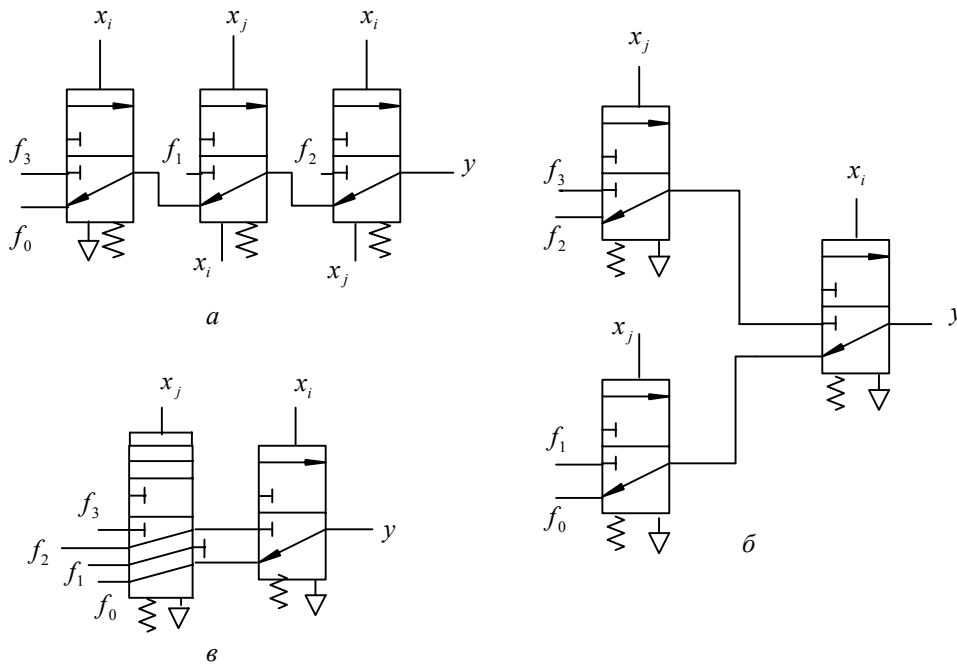 x_i x_j x_i
f_3 f_1 f_2 y
f_0
x_i x_j
а
x_j
f_3
f_2
x_i
y
x_j
f_1
f_0
б
x_j x_i
f_3
f_2
f_1
f_0
y
в